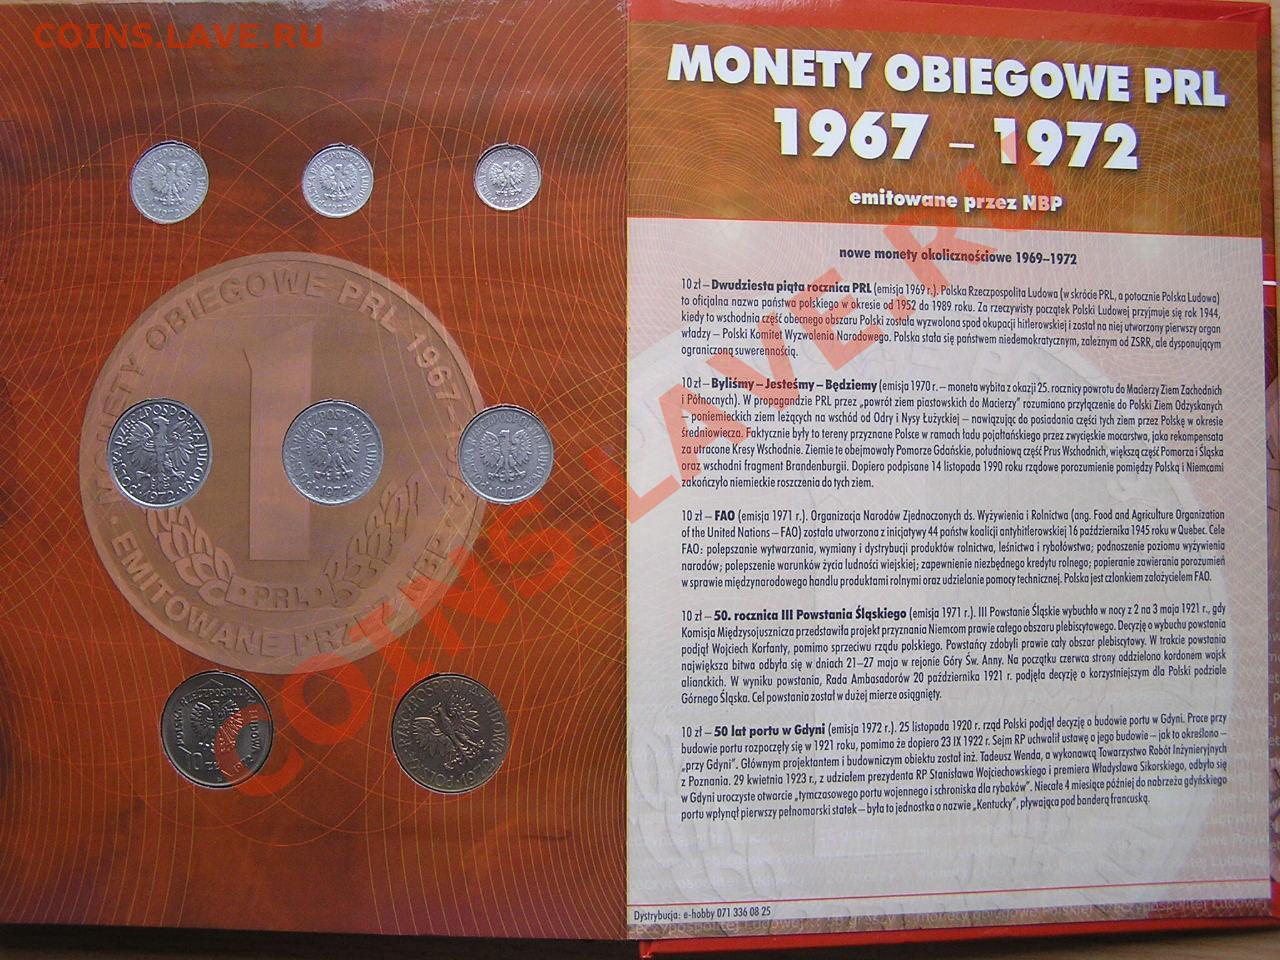 COINS.LAVE.RU
MONETY OBIEGOWE PRL
1967 – 1972
emitowane przez NBP
nowe monety okolicznościowe 1969–1972
10 zł – Dwudziesta piąta rocznica PRL (emisja 1969 r.). Polska Rzeczpospolita Ludowa (w skrócie PRL, a potocznie Polska Ludowa)
to oficjalna nazwa państwa polskiego w okresie od 1952 do 1989 roku. Za rzeczywisty początek Polski Ludowej przyjmuje się rok 1944,
kiedy to wschodnia część obecnego obszaru Polski została wyzwolona spod okupacji hitlerowskiej i został na niej utworzony pierwszy organ
władzy – Polski Komitet Wyzwolenia Narodowego. Polska stała się państwem niedemokratycznym, zależnym od ZSRR, ale dysponującym
ograniczoną suwerennością.
10 zł – Byliśmy – Jesteśmy – Będziemy (emisja 1970 r. – moneta wybita z okazji 25. rocznicy powrotu do Macierzy Ziem Zachodnich
i Północnych). W propagandzie PRL przez „powrót ziem piastowskich do Macierzy” rozumiano przyłączenie do Polski Ziem Odzyskanych
– poniemieckich ziem leżących na wschód od Odry i Nysy Łużyckiej – nawiązując do posiadania części tych ziem przez Polskę w okresie
średniowiecza. Faktycznie były to tereny przyznane Polsce w ramach ładu pojałtańskiego przez zwycięskie mocarstwa, jako rekompensata
za utracone Kresy Wschodnie. Ziemie te obejmowały Pomorze Gdańskie, południową część Prus Wschodnich, większą część Pomorza i Śląska
oraz wschodni fragment Brandenburgii. Dopiero podpisane 14 listopada 1990 roku rządowe porozumienie pomiędzy Polską i Niemcami
zakończyło niemieckie roszczenia do tych ziem.
10 zł – FAO (emisja 1971 r.). Organizacja Narodów Zjednoczonych ds. Wyżywienia i Rolnictwa (ang. Food and Agriculture Organization
of the United Nations – FAO) została utworzona z inicjatywy 44 państw koalicji antyhitlerowskiej 16 października 1945 roku w Quebec. Cele
FAO: polepszanie wytwarzania, wymiany i dystrybucji produktów rolnictwa, leśnictwa i rybołówstwa; podnoszenie poziomu wyżywienia
narodów; polepszenie warunków życia ludności wiejskiej; zapewnienie niezbędnego kredytu rolnego; popieranie zawierania porozumień
w sprawie międzynarodowego handlu produktami rolnymi oraz udzielanie pomocy technicznej. Polska jest członkiem założycielem FAO.
10 zł – 50. rocznica III Powstania Śląskiego (emisja 1971 r.). III Powstanie Śląskie wybuchło w nocy z 2 na 3 maja 1921 r., gdy
Komisja Międzysojusznicza przedstawiła projekt przyznania Niemcom prawie całego obszaru plebiscytowego. Decyzję o wybuchu powstania
podjął Wojciech Korfanty, pomimo sprzeciwu rządu polskiego. Powstańcy zdobyli prawie cały obszar plebiscytowy. W trakcie powstania
największa bitwa odbyła się w dniach 21–27 maja w rejonie Góry Św. Anny. Na początku czerwca strony oddzielono kordonem wojsk
alianckich. W wyniku powstania, Rada Ambasadorów 20 października 1921 r. podjęła decyzję o korzystniejszym dla Polski podziale
Górnego Śląska. Cel powstania został w dużej mierze osiągnięty.
10 zł – 50 lat portu w Gdyni (emisja 1972 r.). 25 listopada 1920 r. rząd Polski podjął decyzję o budowie portu w Gdyni. Prace przy
budowie portu rozpoczęły się w 1921 roku, pomimo że dopiero 23 IX 1922 r. Sejm RP uchwalił ustawę o jego budowie – jak to określono –
„przy Gdyni”. Głównym projektantem i budowniczym obiektu został inż. Tadeusz Wenda, a wykonawcą Towarzystwo Robót Inżynieryjnych
z Poznania. 29 kwietnia 1923 r., z udziałem prezydenta RP Stanisława Wojciechowskiego i premiera Władysława Sikorskiego, odbyło się
w Gdyni uroczyste otwarcie „tymczasowego portu wojennego i schroniska dla rybaków”. Niecałe 4 miesiące później do nabrzeża gdyńskiego
portu wpłynął pierwszy pełnomorski statek – była to jednostka o nazwie „Kentucky”, pływająca pod banderą francuską.
Dystrybucja: e-hobby 071 336 08 25
MONETY OBIEGOWE PRL 1967
1
PRL
EMITOWANE PRZEZ NBP
POLSKA RZECZPOSPOLITA LUDOWA 1972
10 ZŁ
COINS.LAVE.RU